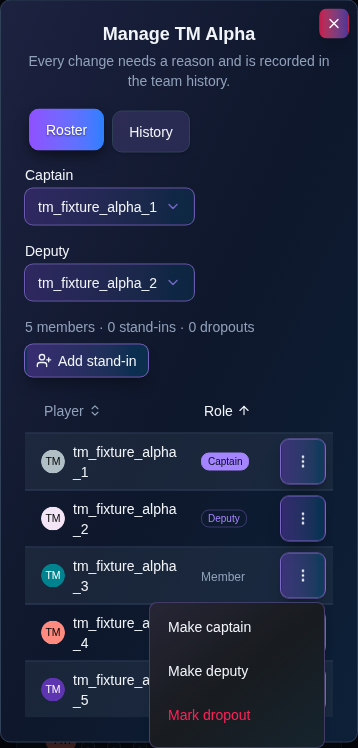 Manage TM Alpha
Every change needs a reason and is recorded in
the team history.
Roster
History
Captain
tm_fixture_alpha_1
Deputy
tm_fixture_alpha_2
5 members · 0 stand-ins · 0 dropouts
Add stand-in
Player
Role
TM
tm_fixture_alpha
_1
Captain
TM
tm_fixture_alpha
_2
Deputy
TM
tm_fixture_alpha
_3
Member
TM
tm_fixture_a
_4
TM
tm_fixture_a
_5
Make captain
Make deputy
Mark dropout